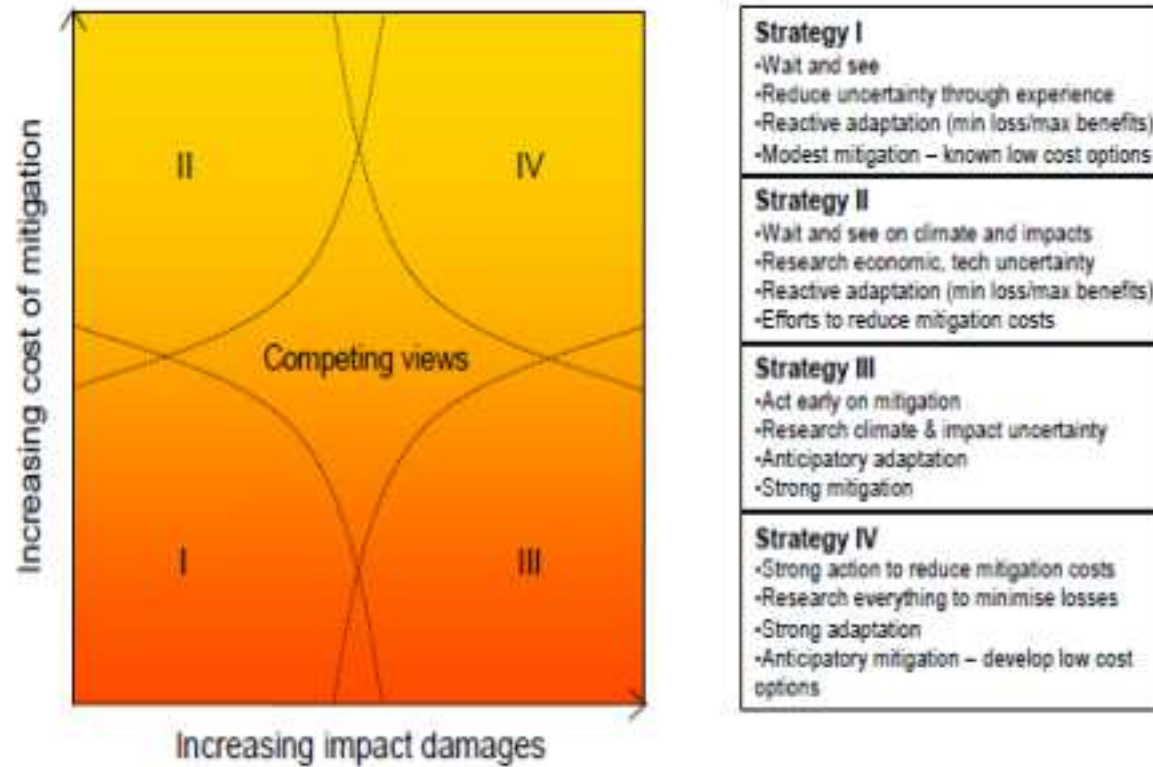 Increasing cost of mitigation
II
IV
Competing views
I
III
Increasing impact damages
Strategy I
•Wait and see
•Reduce uncertainty through experience
•Reactive adaptation (min loss/max benefits)
•Modest mitigation – known low cost options
Strategy II
•Wait and see on climate and impacts
•Research economic, tech uncertainty
•Reactive adaptation (min loss/max benefits)
•Efforts to reduce mitigation costs
Strategy III
•Act early on mitigation
•Research climate & impact uncertainty
•Anticipatory adaptation
•Strong mitigation
Strategy IV
•Strong action to reduce mitigation costs
•Research everything to minimise losses
•Strong adaptation
•Anticipatory mitigation – develop low cost
options